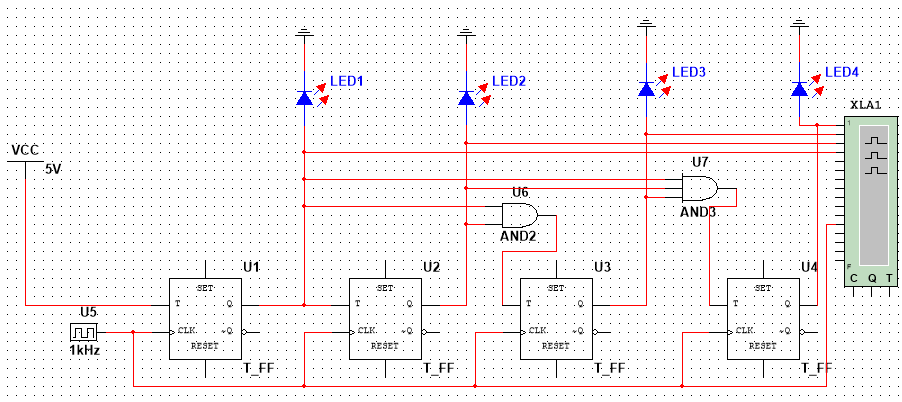 LED1
LED2
LED3
LED4
XLA1
1
VCC
5V
U7
AND3
U6
AND2
F
C Q T
U1
SET
T Q
CLK ~Q
RESET
T_FF
U2
SET
T Q
CLK ~Q
RESET
T_FF
U3
SET
T Q
CLK ~Q
RESET
T_FF
U4
SET
T Q
CLK ~Q
RESET
T_FF
U5
1kHz